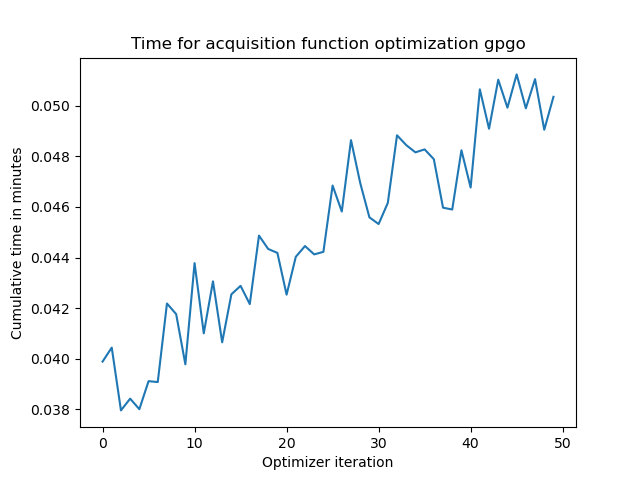 Time for acquisition function optimization gpgo
Cumulative time in minutes
0.050
0.048
0.046
0.044
0.042
0.040
0.038
0 10 20 30 40 50
Optimizer iteration